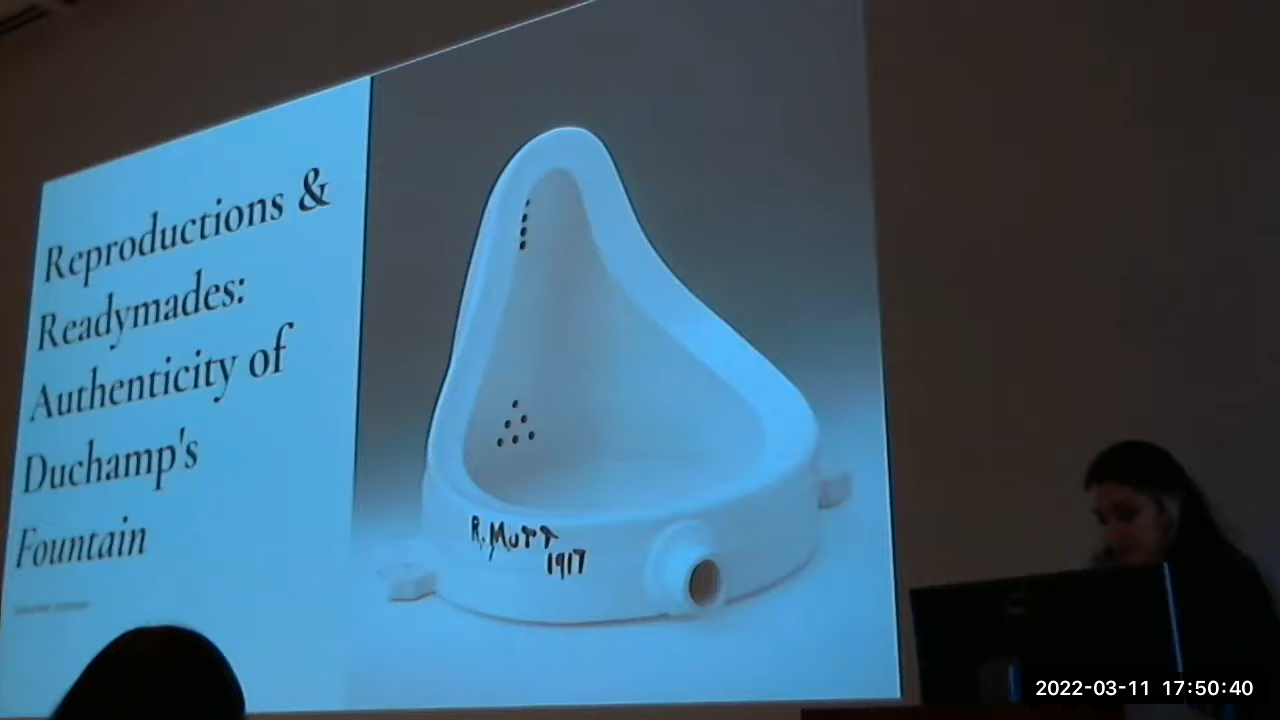 Reproductions &
Readymades:
Authenticity of
Duchamp's
Fountain
R. MUTT
1917
2022-03-11 17:50:40